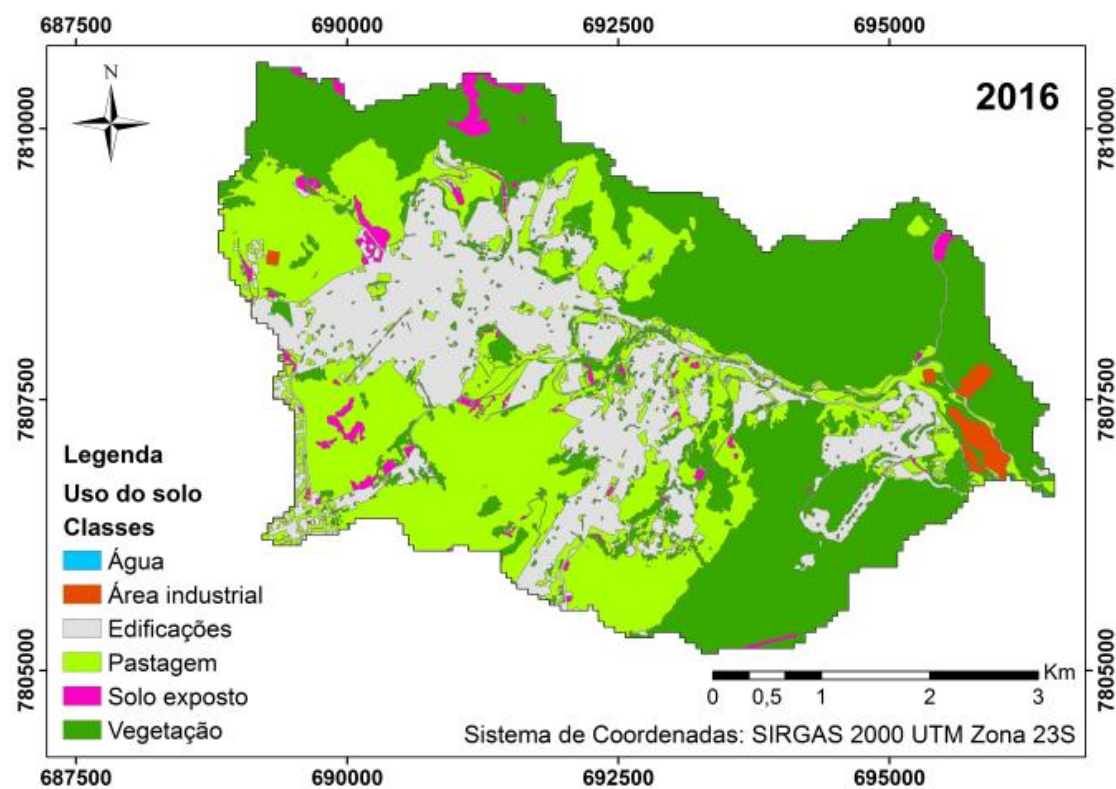 687500 690000 692500 695000
N
2016
7810000
7810000
7807500
7807500
Legenda
Uso do solo
Classes
Água
Área industrial
Edificações
Pastagem
Solo exposto
Vegetação
7805000
7805000
Km
0 0,5 1 2 3
Sistema de Coordenadas: SIRGAS 2000 UTM Zona 23S
687500 690000 692500 695000